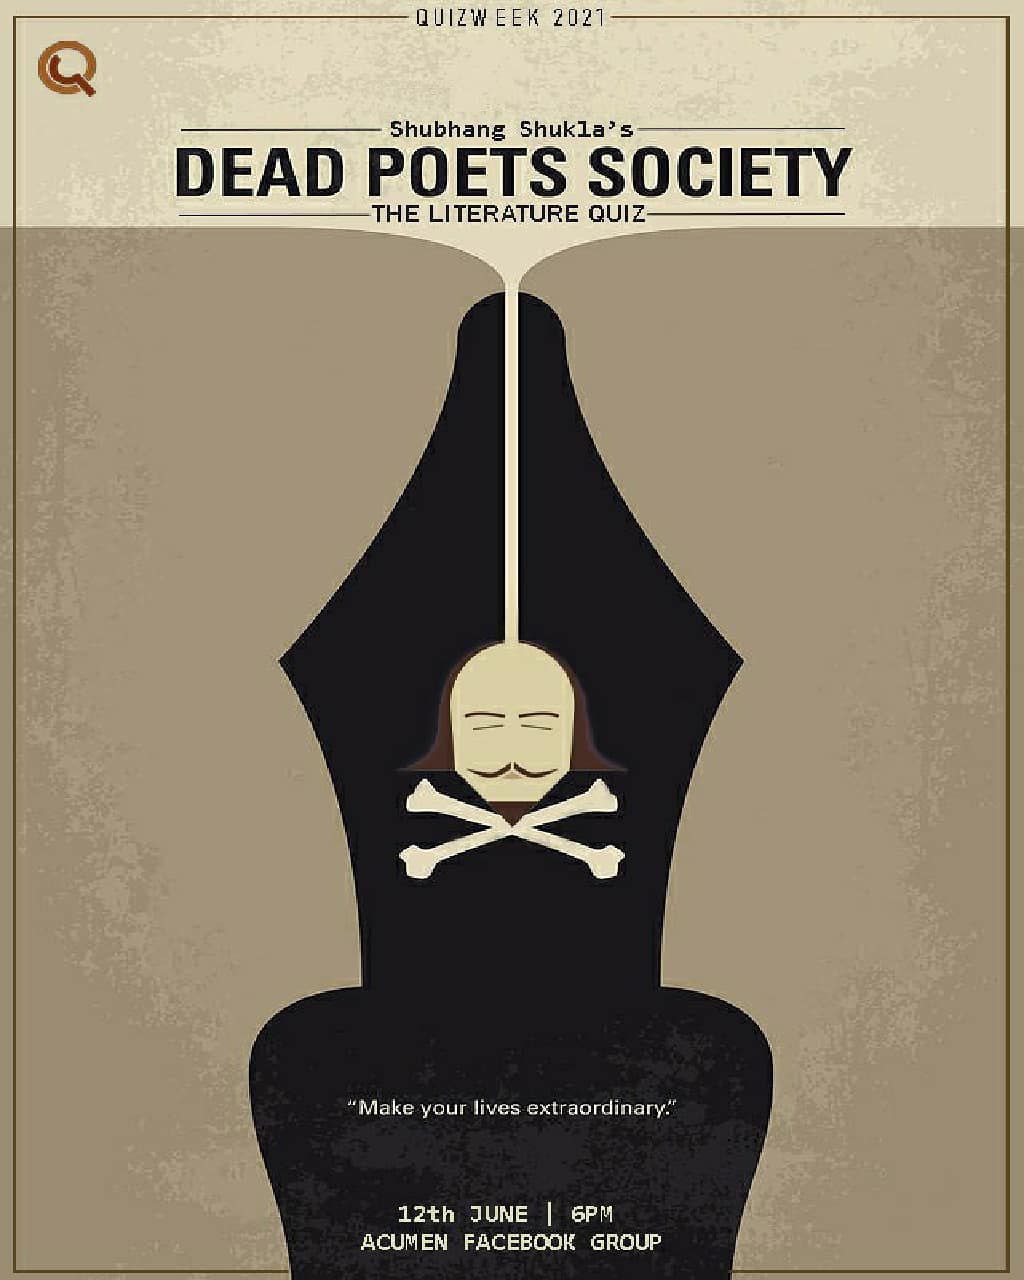 QUIZWEEK 2021
Shubhang Shukla's
DEAD POETS SOCIETY
THE LITERATURE QUIZ
“Make your lives extraordinary.”
12th JUNE | 6PM
ACUMEN FACEBOOK GROUP